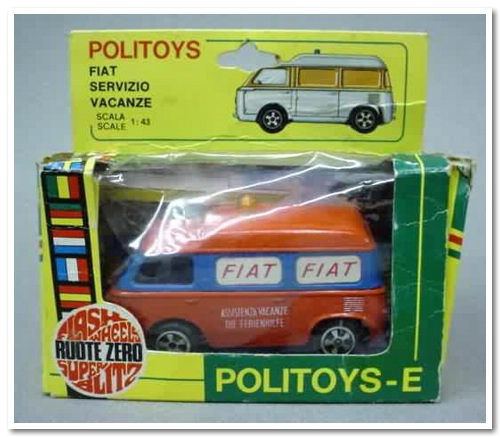 POLITOYS
FIAT
SERVIZIO
VACANZE
SCALA
SCALE 1:43
FIAT FIAT
ASSISTENZA VACANZE
DIE FERIENHILFE
FLASH
WHEELS
RUOTE ZERO
SUPER
BLITZ
POLITOYS-E